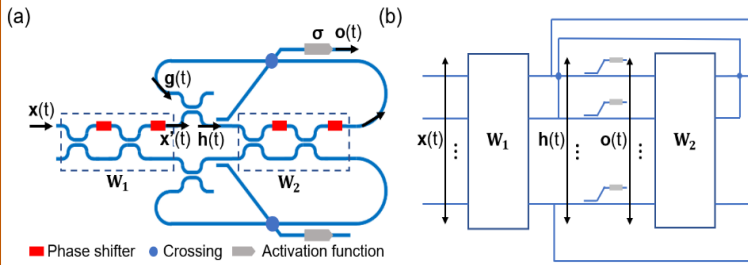 (a)
σ o(t)
g(t)
x(t)
x'(t) h(t)
W₁
W₂
Phase shifter Crossing Activation function
(b)
x(t)
W₁
h(t)
o(t)
W₂
⋮
⋮
⋮
⋮